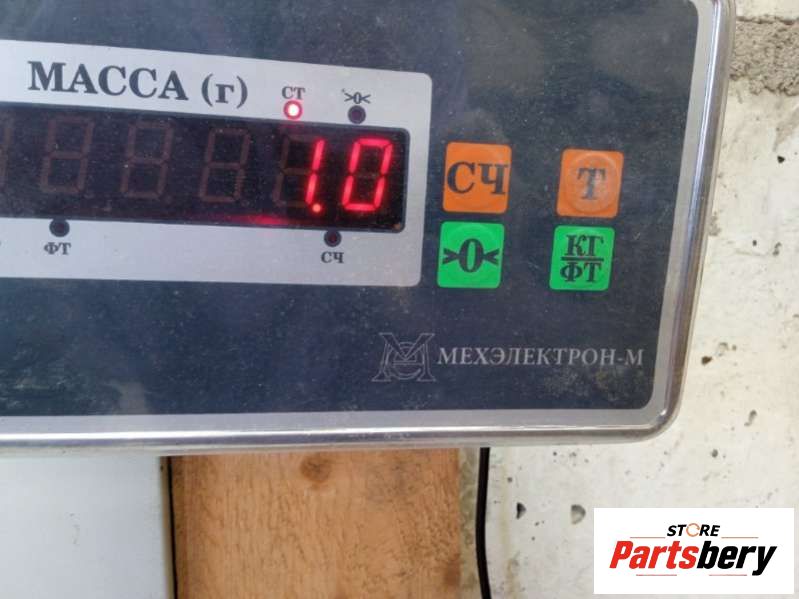 МАССА (г)
СТ
>0<
1.0
ФТ
СЧ
СЧ
Т
>0<
КГ
ФТ
МЕХЭЛЕКТРОН-М
STORE
Partsbery